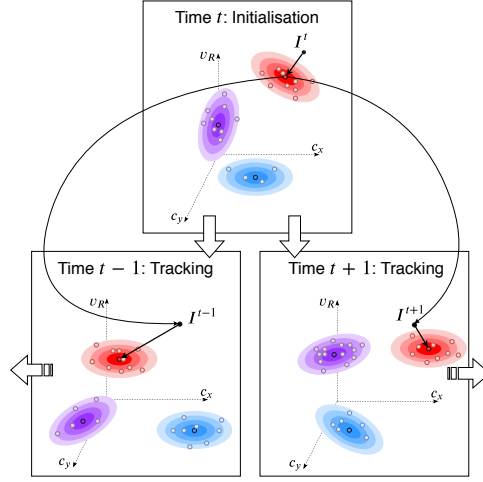 Time t: Initialisation
I^t
v_R
c_x
c_y
Time t − 1: Tracking
v_R
I^{t−1}
c_x
c_y
Time t + 1: Tracking
v_R
I^{t+1}
c_x
c_y